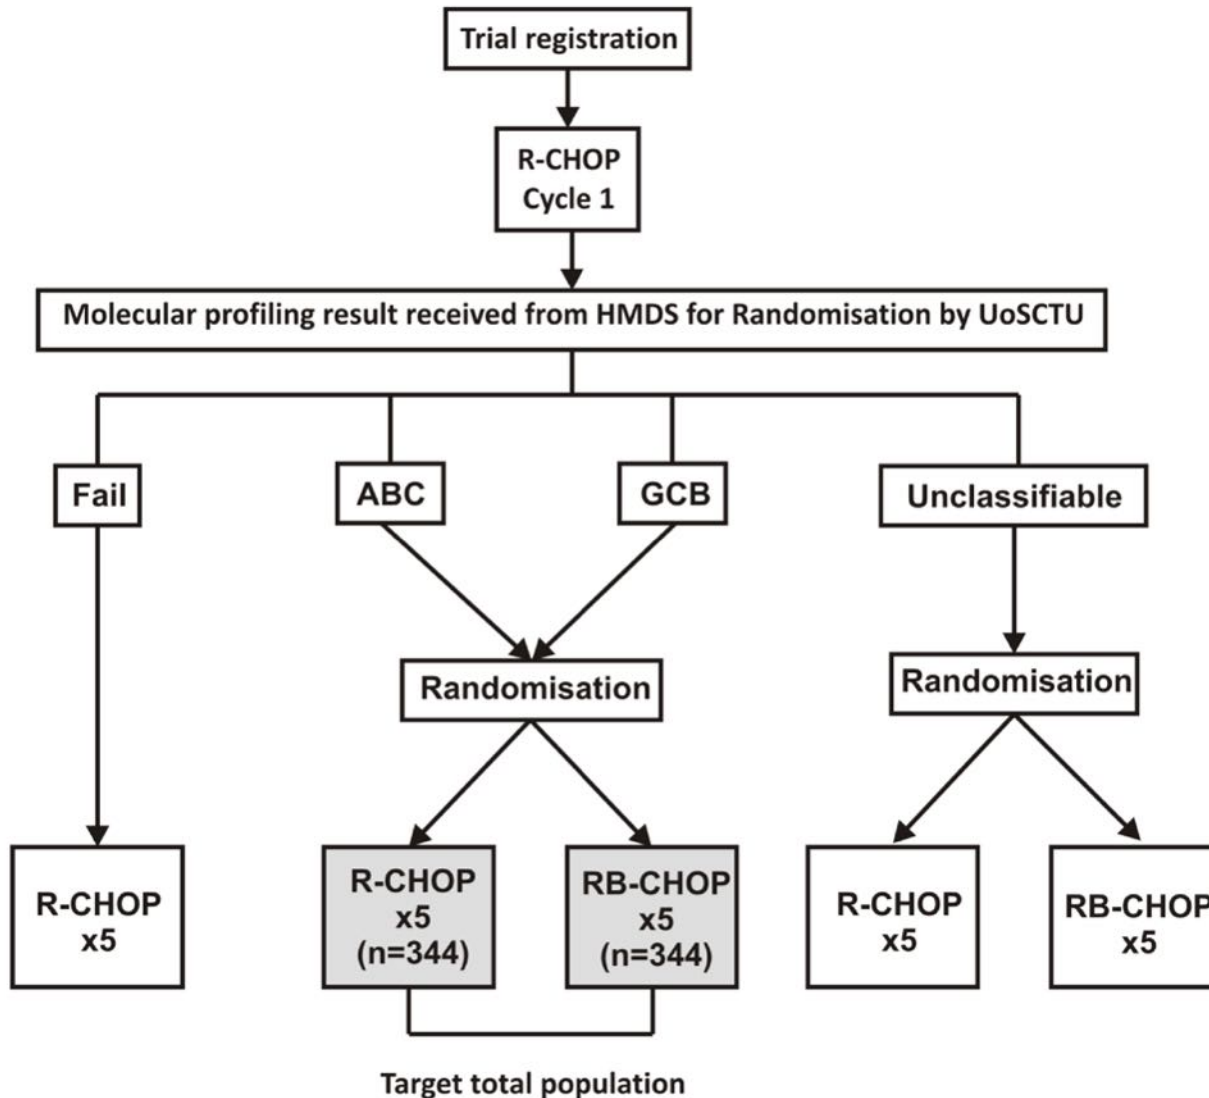 Trial registration
R-CHOP
Cycle 1
Molecular profiling result received from HMDS for Randomisation by UoSCTU
Fail
ABC
GCB
Unclassifiable
Randomisation
Randomisation
R-CHOP
x5
R-CHOP
x5
(n=344)
RB-CHOP
x5
(n=344)
R-CHOP
x5
RB-CHOP
x5
Target total population